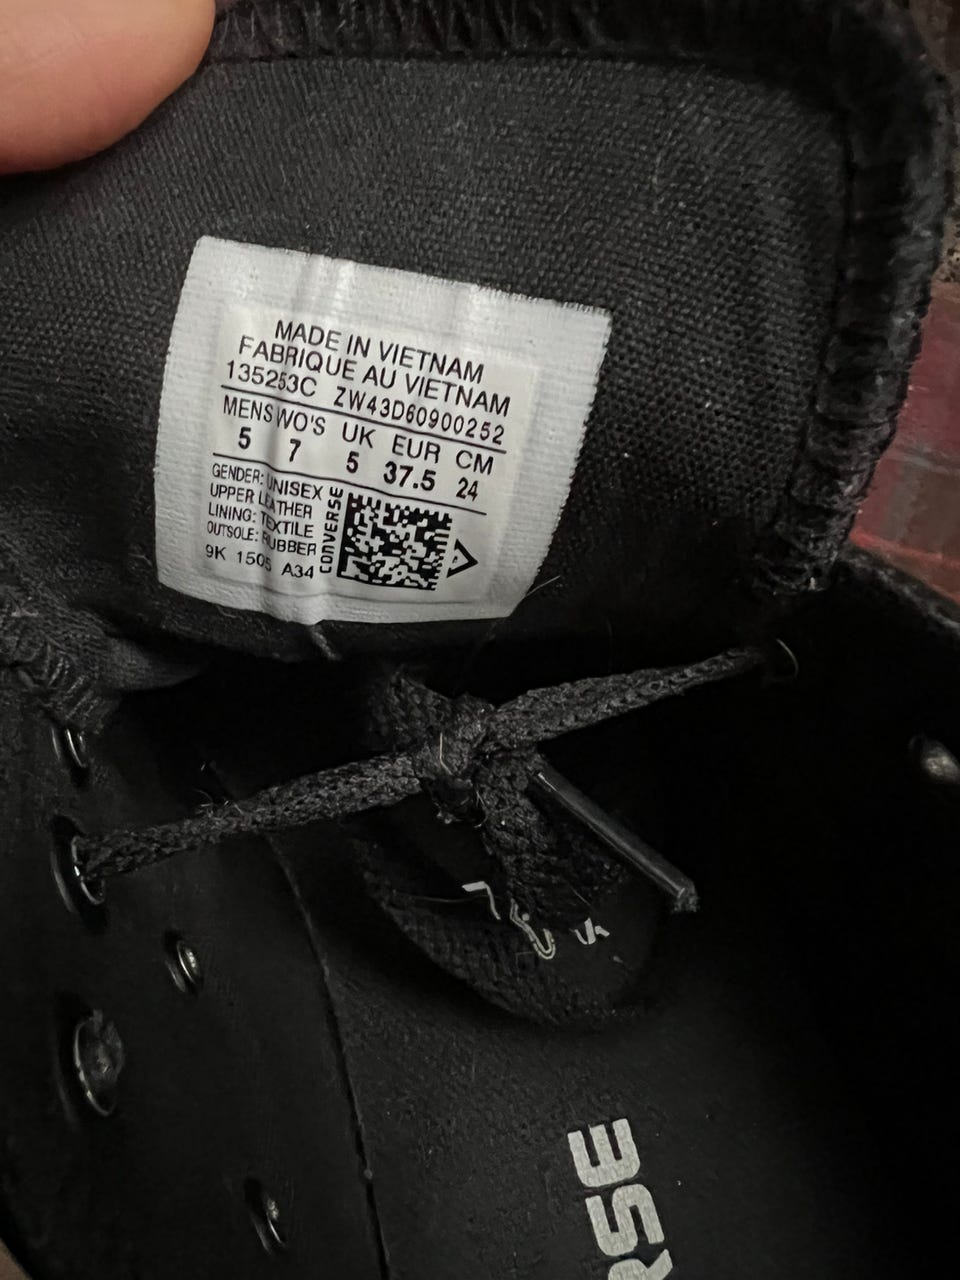 MADE IN VIETNAM
FABRIQUE AU VIETNAM
135253C ZW43D60900252
MENS WO'S UK EUR CM
5 7 5 37.5 24
GENDER: UNISEX
UPPER LEATHER
LINING: TEXTILE
OUTSOLE: RUBBER
9K 1505 A34
CONVERSE
RSE